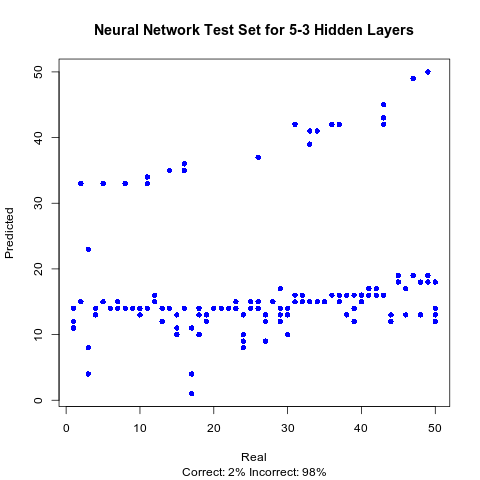 Neural Network Test Set for 5-3 Hidden Layers
50
40
30
20
10
0
Predicted
0 10 20 30 40 50
Real
Correct: 2% Incorrect: 98%